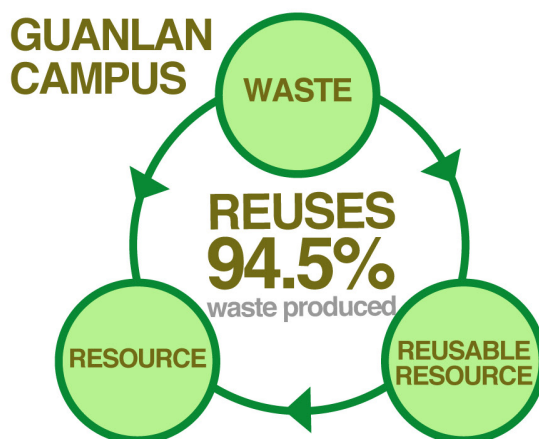 GUANLAN
CAMPUS
WASTE
REUSES
94.5%
waste produced
RESOURCE
REUSABLE
RESOURCE